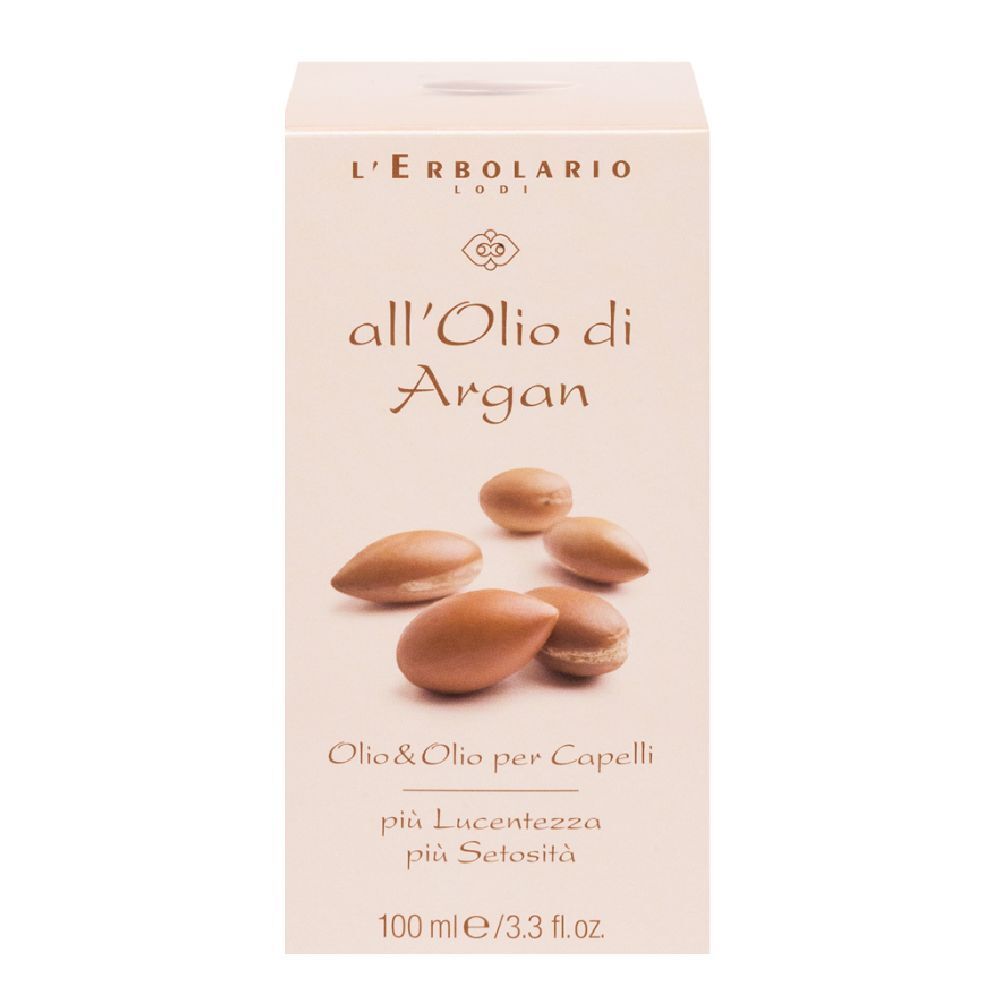 L'ERBOLARIO
LODI
all'Olio di
Argan
Olio&Olio per Capelli
più Lucentezza
più Setosità
100 ml e/3.3 fl.oz.